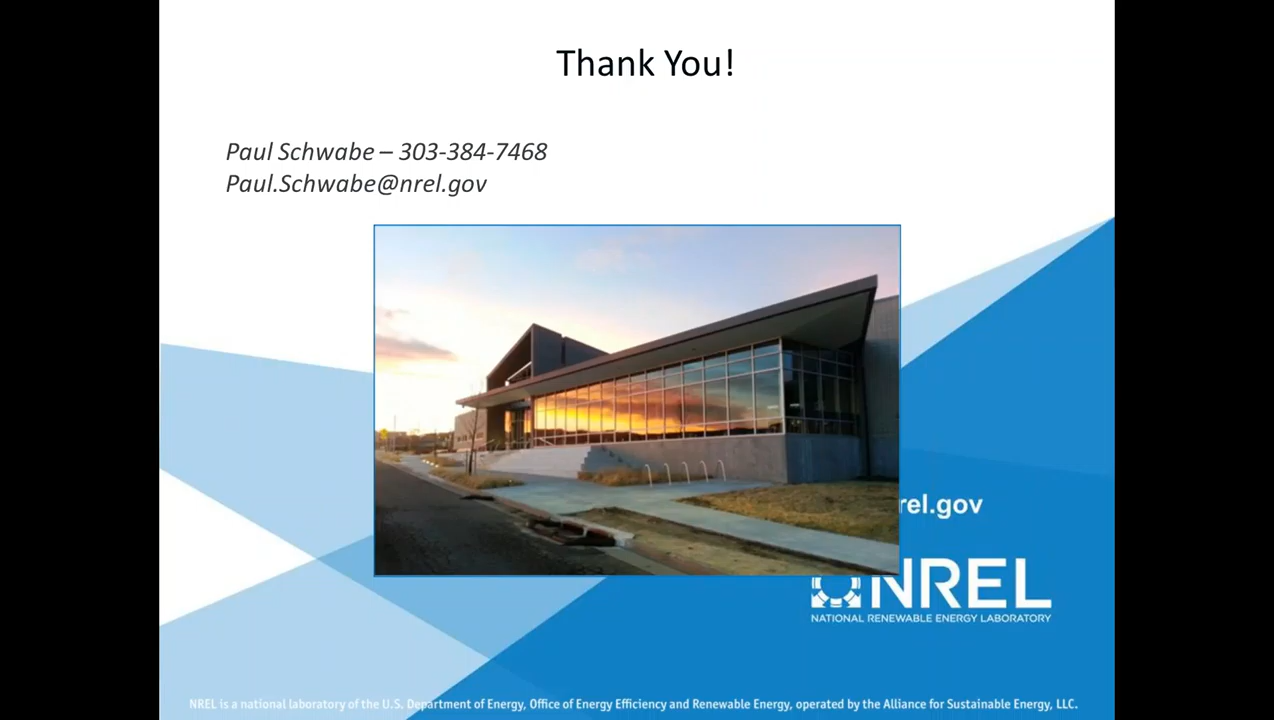 Thank You!
Paul Schwabe – 303-384-7468
Paul.Schwabe@nrel.gov
rel.gov
NREL
NATIONAL RENEWABLE ENERGY LABORATORY
NREL is a national laboratory of the U.S. Department of Energy, Office of Energy Efficiency and Renewable Energy, operated by the Alliance for Sustainable Energy, LLC.